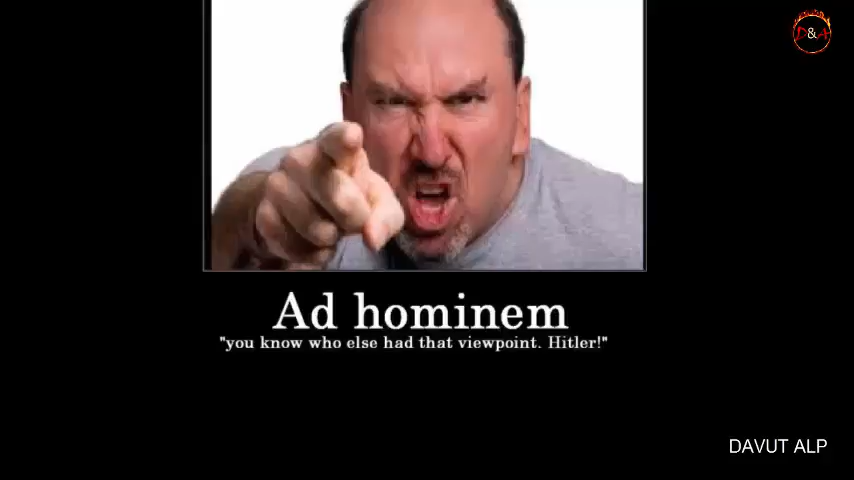 D&A
Ad hominem
"you know who else had that viewpoint. Hitler!"
DAVUT ALP